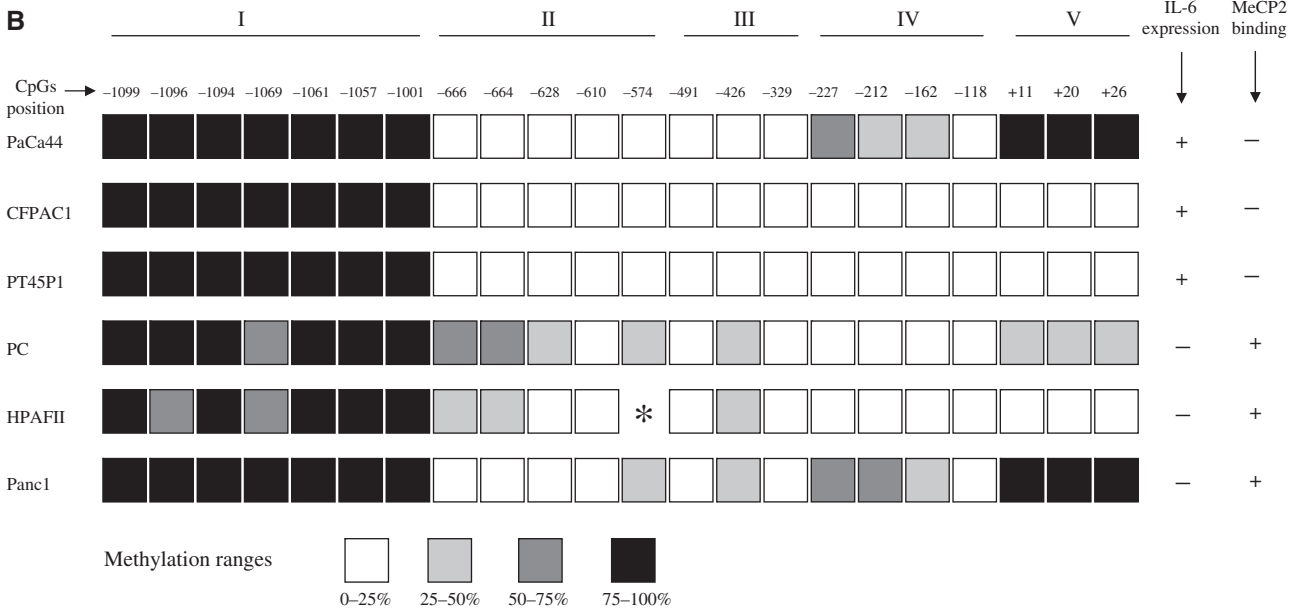 B
I II III IV V IL-6 expression MeCP2 binding
CpGs position
–1099 –1096 –1094 –1069 –1061 –1057 –1001 –666 –664 –628 –610 –574 –491 –426 –329 –227 –212 –162 –118 +11 +20 +26
PaCa44 + –
CFPAC1 + –
PT45P1 + –
PC – +
HPAFII * – +
Panc1 – +
Methylation ranges
0–25% 25–50% 50–75% 75–100%